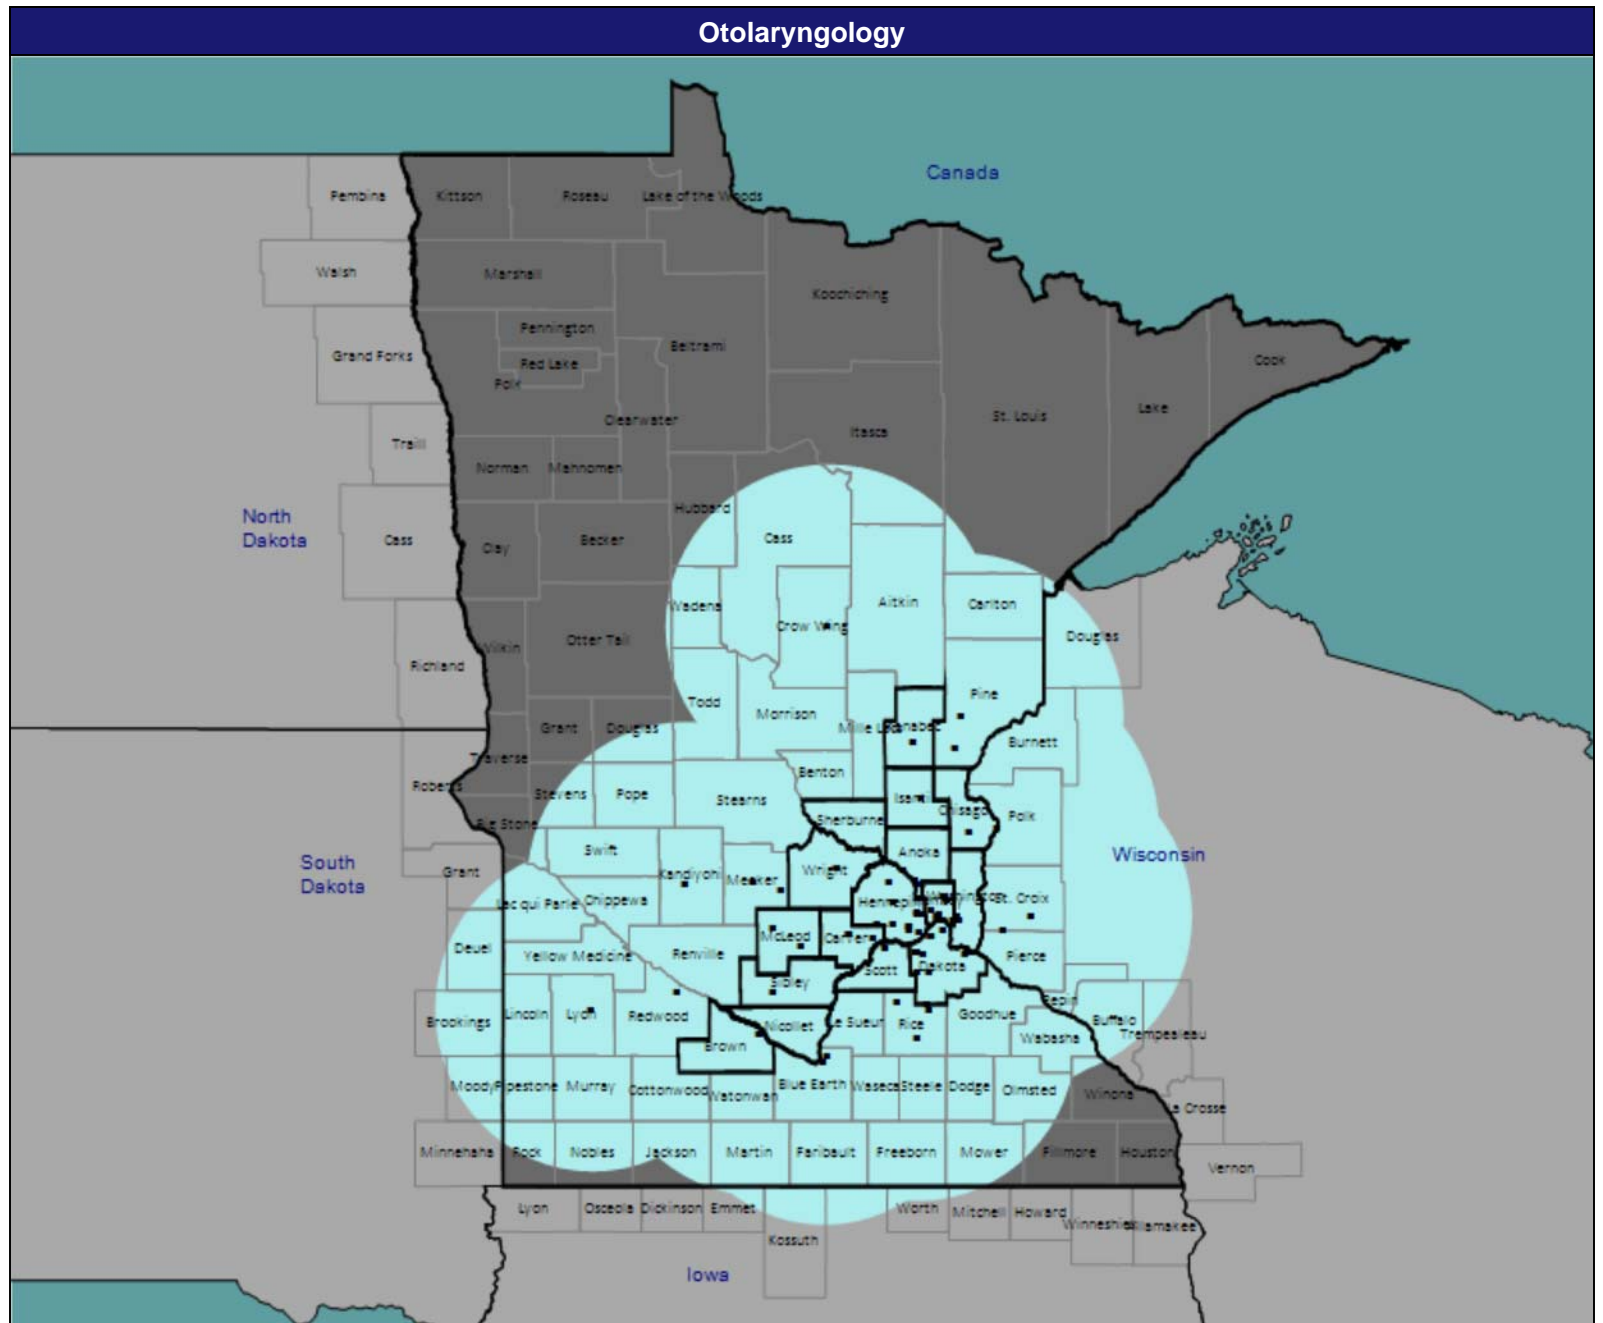 Otolaryngology
Canada
Pembina
Kittson
Roseau
Lake of the Woods
Walsh
Marshall
Koochiching
Pennington
Grand Forks
Red Lake
Beltrami
Polk
Cook
Clearwater
Lake
St. Louis
Itasca
Traill
Norman
Mahnomen
Hubbard
North
Dakota
Cass
Clay
Becker
Cass
Wadena
Aitkin
Carlton
Crow Wing
Douglas
Otter Tail
Wilkin
Richland
Todd
Morrison
Pine
Grant
Douglas
Mille Lacs
Kanabec
Burnett
Traverse
Benton
Roberts
Stevens
Pope
Stearns
Isanti
Chisago
Polk
Big Stone
Sherburne
Swift
Anoka
South
Dakota
Wisconsin
Grant
Kandiyohi
Meeker
Wright
Lac qui Parle
Chippewa
Hennepin
Washington
St. Croix
McLeod
Carver
Deuel
Yellow Medicine
Renville
Scott
Dakota
Pierce
Sibley
Brookings
Lincoln
Lyon
Redwood
Nicollet
Le Sueur
Rice
Goodhue
Pepin
Buffalo
Wabasha
Trempealeau
Brown
Moody
Pipestone
Murray
Cottonwood
Watonwan
Blue Earth
Waseca
Steele
Dodge
Olmsted
Winona
La Crosse
Minnehaha
Rock
Nobles
Jackson
Martin
Faribault
Freeborn
Mower
Fillmore
Houston
Vernon
Lyon
Osceola
Dickinson
Emmet
Kossuth
Worth
Mitchell
Howard
Winneshiek
Allamakee
Iowa